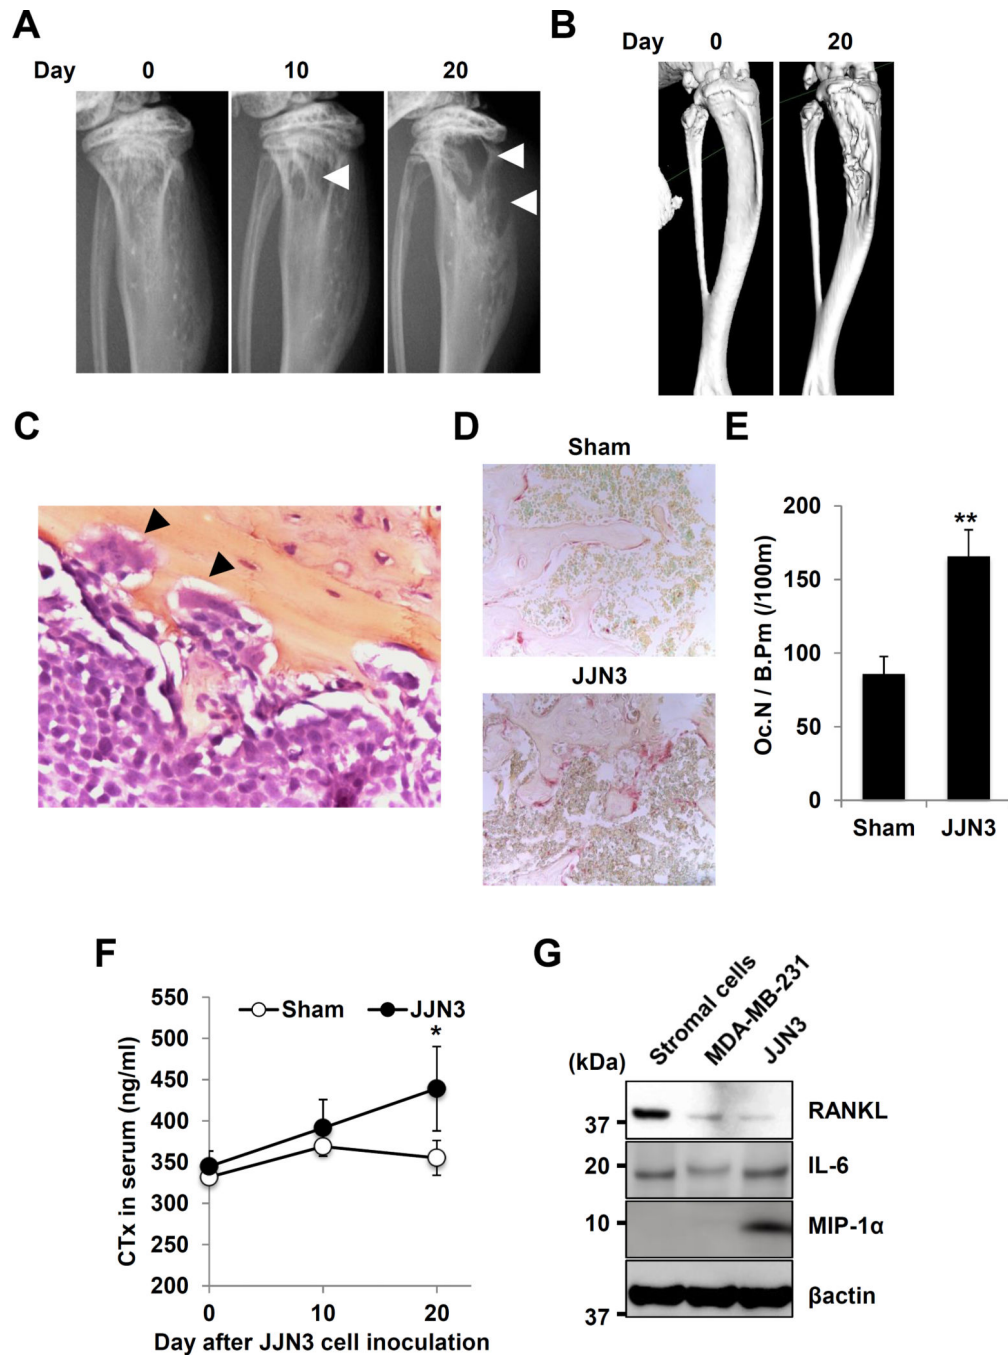 A
Day 0 10 20
B
Day 0 20
C
D
Sham
JJN3
E
Oc.N / B.Pm (/100m)
200
150
100
50
0
**
Sham JJN3
F
CTx in serum (ng/ml)
550
500
450
400
350
300
250
200
Sham JJN3
*
0 10 20
Day after JJN3 cell inoculation
G
(kDa)
Stromal cells
MDA-MB-231
JJN3
37
RANKL
20
IL-6
10
MIP-1α
βactin
37